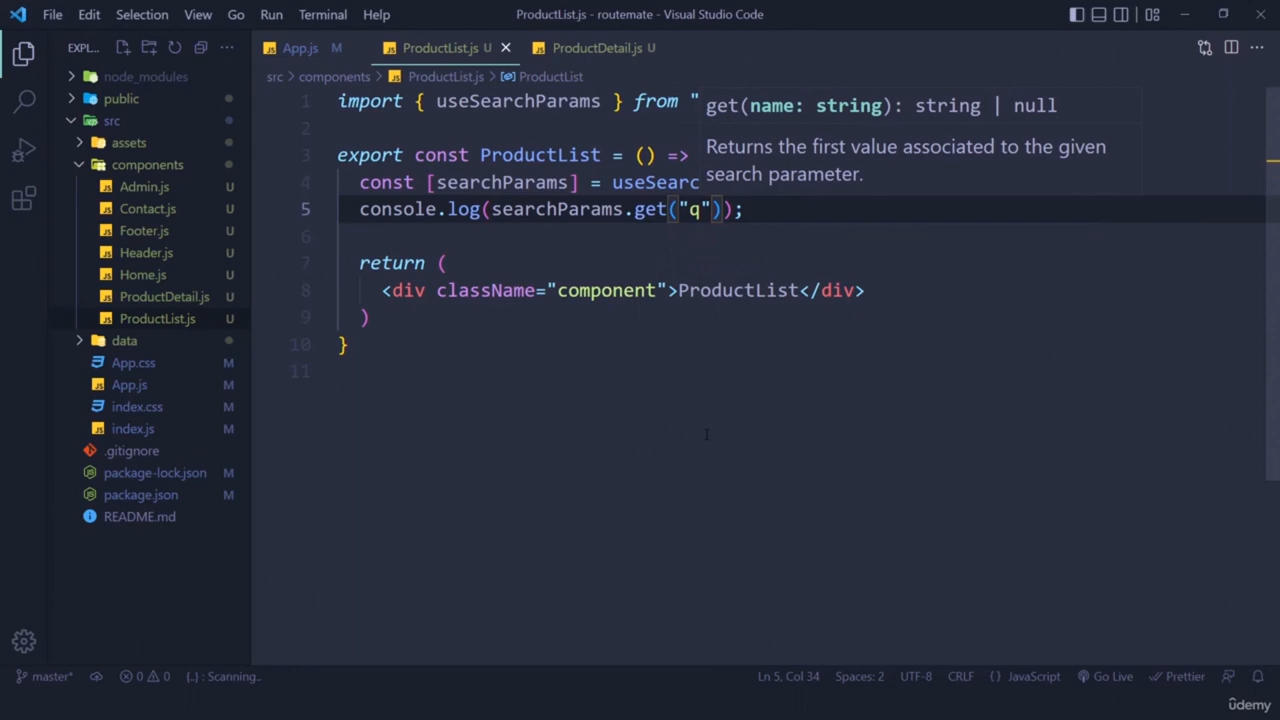 File Edit Selection View Go Run Terminal Help ProductList.js - routemate - Visual Studio Code
EXPL... App.js M ProductList.js U ProductDetail.js U
src components ProductList.js ProductList
node_modules
public
src
assets
components
Admin.js U
Contact.js U
Footer.js U
Header.js U
Home.js U
ProductDetail.js U
ProductList.js U
data
App.css M
App.js M
index.css M
index.js M
.gitignore
package-lock.json M
package.json M
README.md
1 import { useSearchParams } from "
2
3 export const ProductList = () =>
4 const [searchParams] = useSearc
5 console.log(searchParams.get("q"));
6
7 return (
8 <div className="component">ProductList</div>
9 )
10 }
11
get(name: string): string | null
Returns the first value associated to the given
search parameter.
master* 0 0 {..} : Scanning.. Ln 5, Col 34 Spaces: 2 UTF-8 CRLF {} JavaScript Go Live Prettier
ûdemy